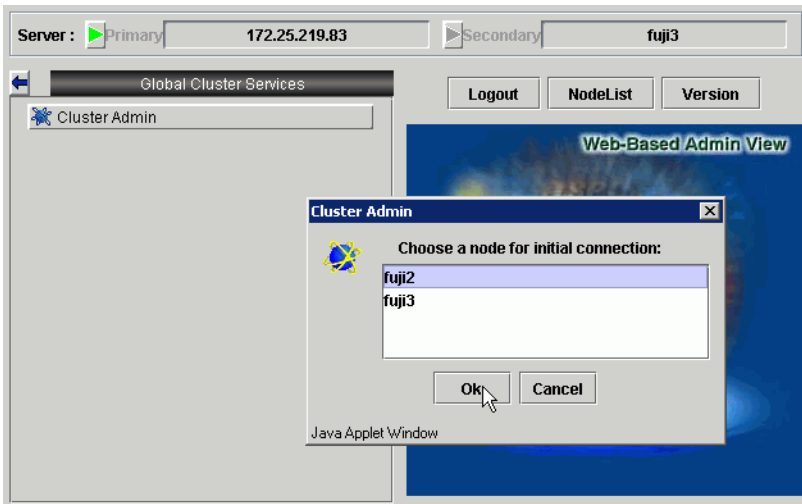 Server : Primary 172.25.219.83 Secondary fuji3
Global Cluster Services
Cluster Admin
Logout NodeList Version
Web-Based Admin View
Cluster Admin
Choose a node for initial connection:
fuji2
fuji3
Ok Cancel
Java Applet Window